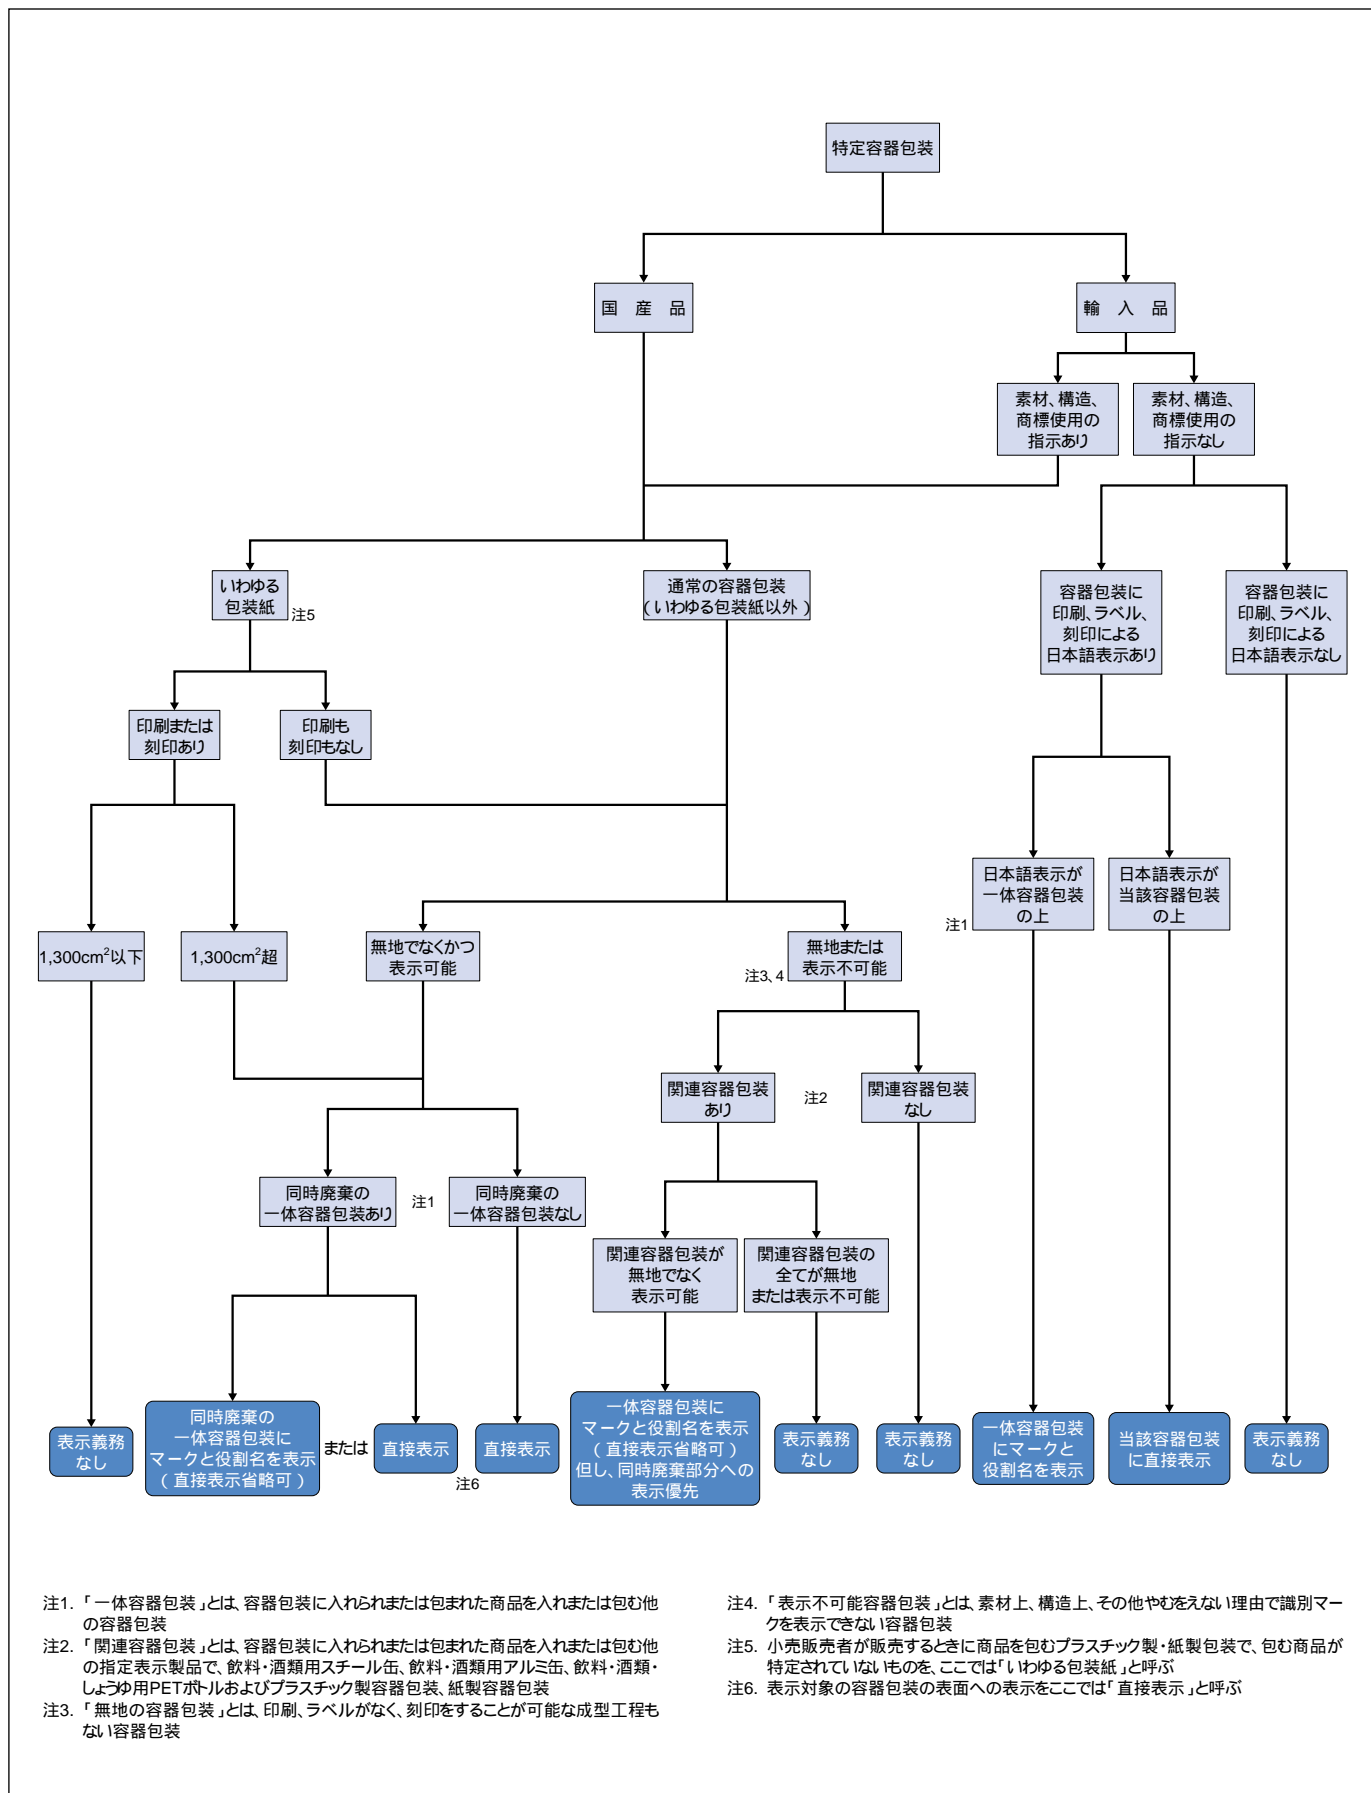 特定容器包装
国 産 品
輸 入 品
素材、構造、
商標使用の
指示あり
素材、構造、
商標使用の
指示なし
いわゆる
包装紙
注5
通常の容器包装
(いわゆる包装紙以外)
容器包装に
印刷、ラベル、
刻印による
日本語表示あり
容器包装に
印刷、ラベル、
刻印による
日本語表示なし
印刷または
刻印あり
印刷も
刻印もなし
日本語表示が
一体容器包装
の上
注1
日本語表示が
当該容器包装
の上
1,300cm²以下
1,300cm²超
無地でなくかつ
表示可能
無地または
表示不可能
注3、4
関連容器包装
あり
注2
関連容器包装
なし
同時廃棄の
一体容器包装あり
注1
同時廃棄の
一体容器包装なし
関連容器包装が
無地でなく
表示可能
関連容器包装の
全てが無地
または表示不可能
表示義務
なし
同時廃棄の
一体容器包装に
マークと役割名を表示
(直接表示省略可)
または
直接表示
注6
直接表示
一体容器包装に
マークと役割名を表示
(直接表示省略可)
但し、同時廃棄部分への
表示優先
表示義務
なし
表示義務
なし
一体容器包装
にマークと
役割名を表示
当該容器包装
に直接表示
表示義務
なし
注1. 「一体容器包装」とは、容器包装に入れられまたは包まれた商品を入れまたは包む他
の容器包装
注2. 「関連容器包装」とは、容器包装に入れられまたは包まれた商品を入れまたは包む他
の指定表示製品で、飲料・酒類用スチール缶、飲料・酒類用アルミ缶、飲料・酒類・
しょうゆ用PETボトルおよびプラスチック製容器包装、紙製容器包装
注3. 「無地の容器包装」とは、印刷、ラベルがなく、刻印をすることが可能な成型工程も
ない容器包装
注4. 「表示不可能容器包装」とは、素材上、構造上、その他やむをえない理由で識別マー
クを表示できない容器包装
注5. 小売販売者が販売するときに商品を包むプラスチック製・紙製包装で、包む商品が
特定されていないものを、ここでは「いわゆる包装紙」と呼ぶ
注6. 表示対象の容器包装の表面への表示をここでは「直接表示」と呼ぶ